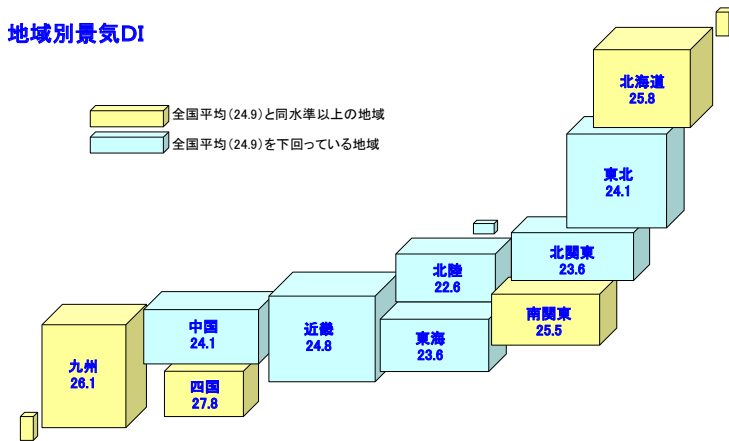 地域別景気DI
全国平均(24.9)と同水準以上の地域
全国平均(24.9)を下回っている地域
北海道
25.8
東北
24.1
北関東
23.6
北陸
22.6
南関東
25.5
東海
23.6
近畿
24.8
中国
24.1
四国
27.8
九州
26.1